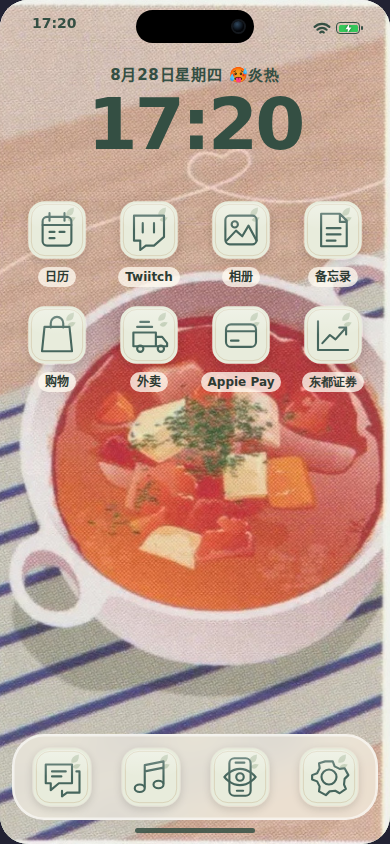 17:20
8月28日星期四 🥵炎热
17:20
日历
Twiitch
相册
备忘录
购物
外卖
Appie Pay
东都证券